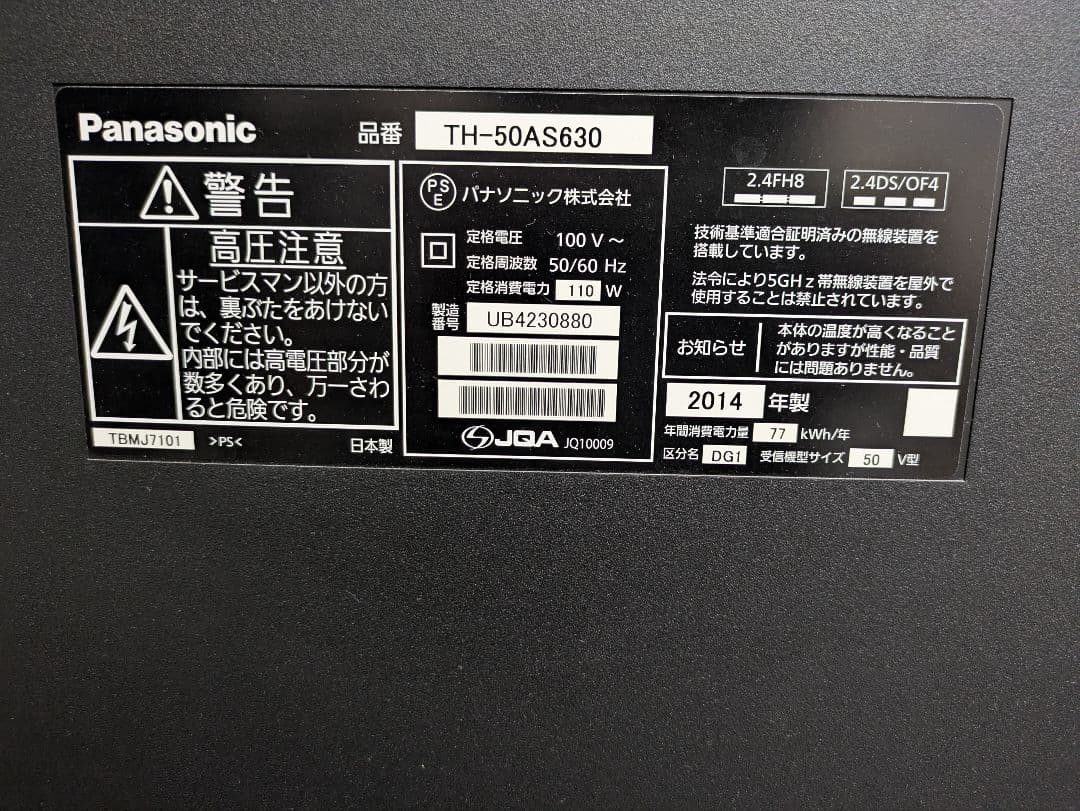 Panasonic
品番 TH-50AS630
警告
高圧注意
サービスマン以外の方
は、裏ぶたをあけない
でください。
内部には高電圧部分が
数多くあり、万一さわ
ると危険です。
TBMJ7101 >PS<
日本製
PSE パナソニック株式会社
定格電圧 100 V ~
定格周波数 50/60 Hz
定格消費電力 110 W
製造番号 UB4230880
JQA JQ10009
2.4FH8
2.4DS/OF4
技術基準適合証明済みの無線装置を
搭載しています。
法令により5GHz帯無線装置を屋外で
使用することは禁止されています。
お知らせ
本体の温度が高くなること
がありますが性能・品質
には問題ありません。
2014 年製
年間消費電力量 77 kWh/年
区分名 DG1 受信機型サイズ 50 V型